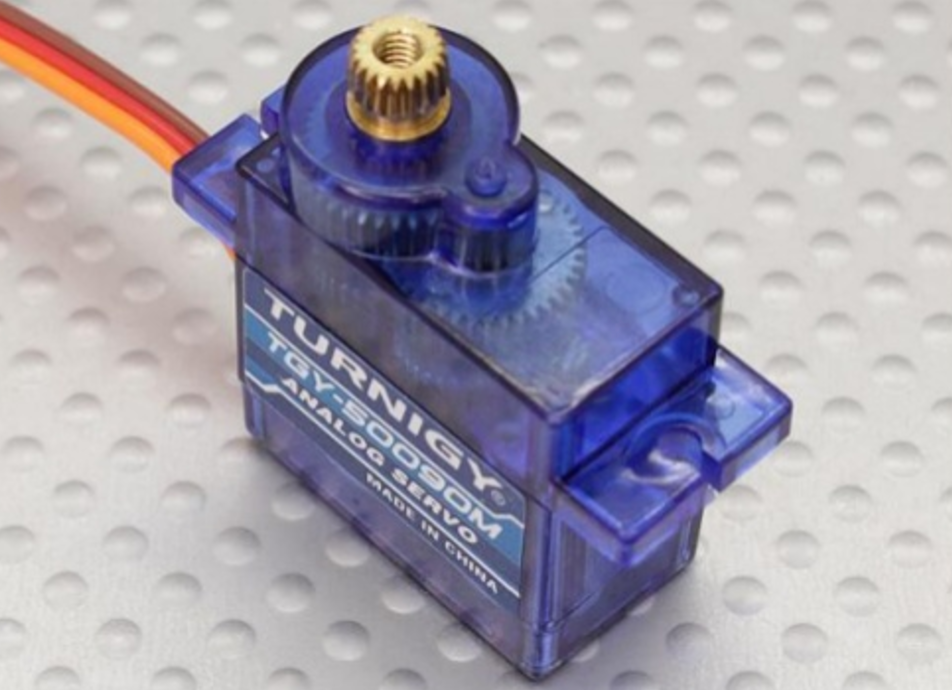 TURNIGY®
TGY-50090M
ANALOG SERVO
MADE IN CHINA